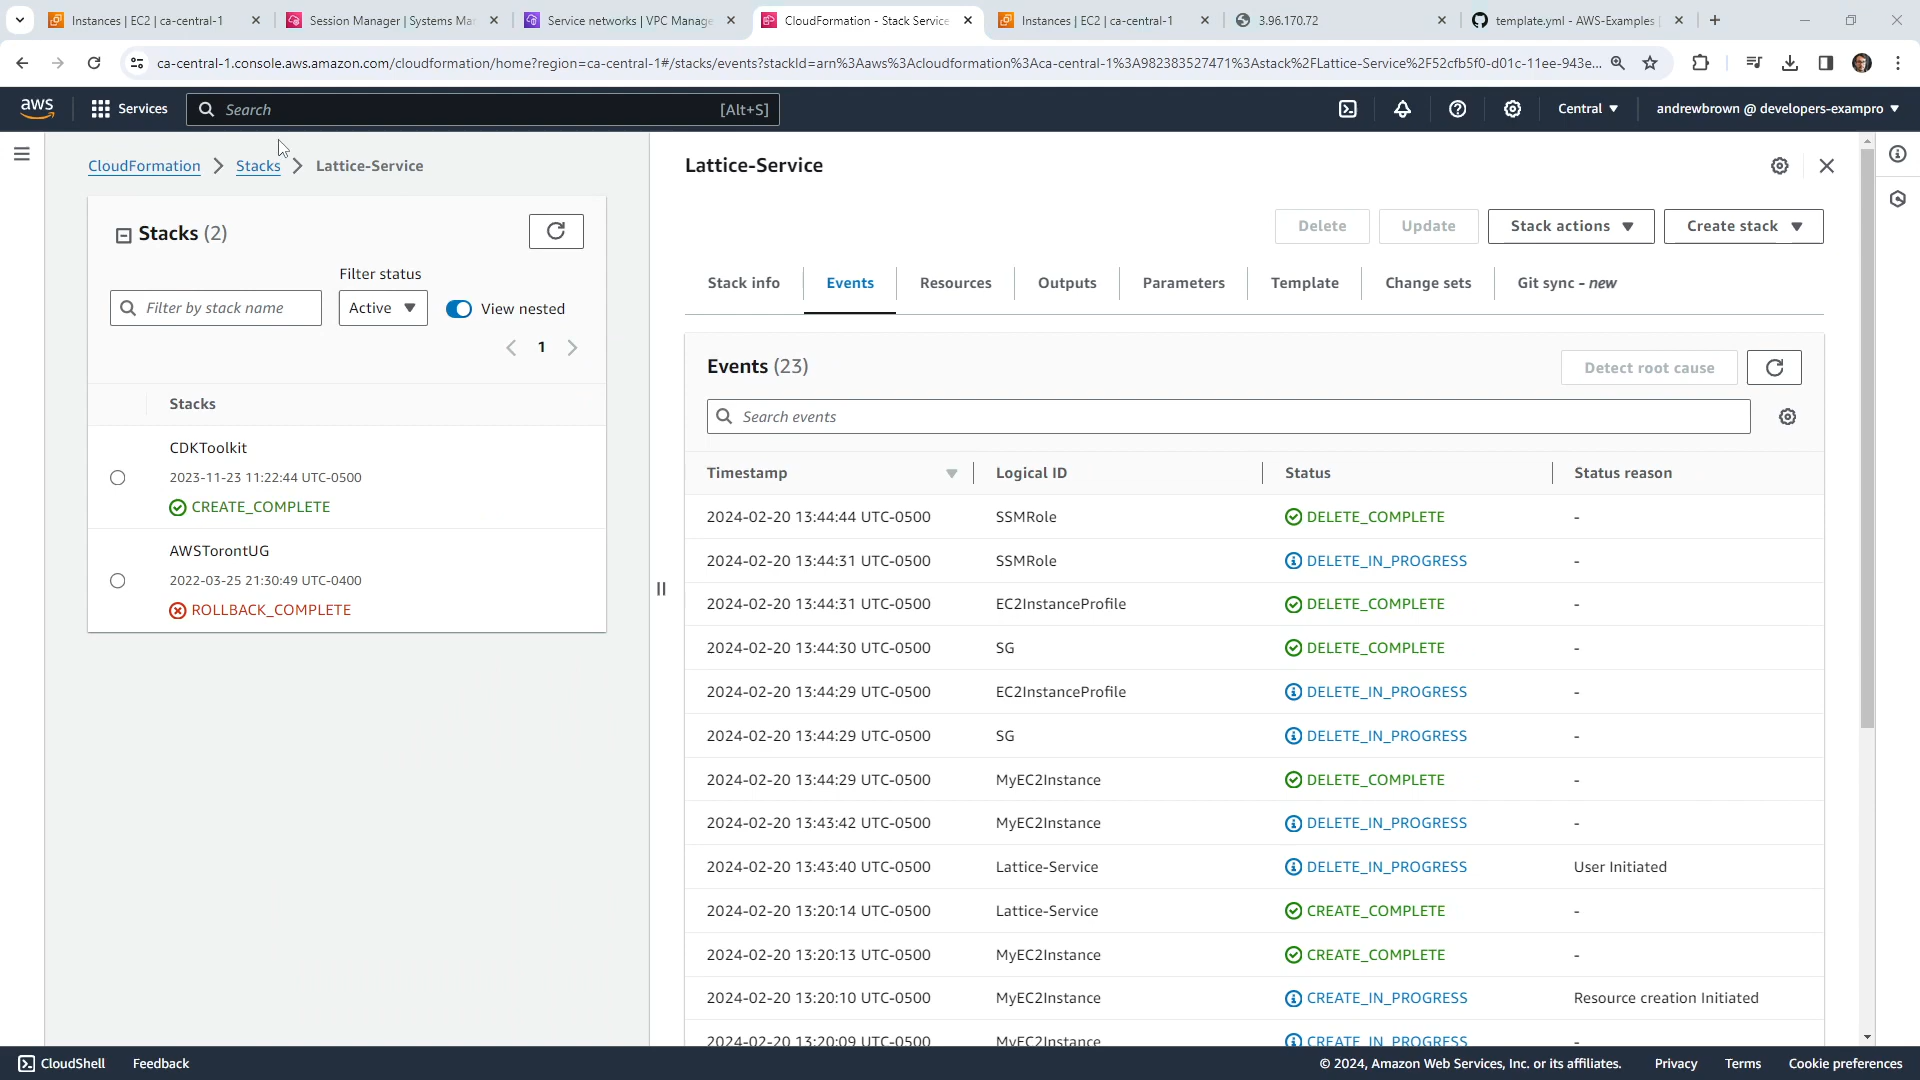 Instances | EC2 | ca-central-1
Session Manager | Systems Ma
Service networks | VPC Manage
CloudFormation - Stack Service
Instances | EC2 | ca-central-1
3.96.170.72
template.yml - AWS-Examples
ca-central-1.console.aws.amazon.com/cloudformation/home?region=ca-central-1#/stacks/events?stackId=arn%3Aaws%3Acloudformation%3Aca-central-1%3A982383527471%3Astack%2FLattice-Service%2F52cfb5f0-d01c-11ee-943e...
aws
Services
Search
[Alt+S]
Central
andrewbrown @ developers-exampro
CloudFormation
Stacks
Lattice-Service
Stacks (2)
Filter status
Filter by stack name
Active
View nested
1
Stacks
CDKToolkit
2023-11-23 11:22:44 UTC-0500
CREATE_COMPLETE
AWSTorontUG
2022-03-25 21:30:49 UTC-0400
ROLLBACK_COMPLETE
Lattice-Service
Delete
Update
Stack actions
Create stack
Stack info
Events
Resources
Outputs
Parameters
Template
Change sets
Git sync - new
Events (23)
Detect root cause
Search events
Timestamp Logical ID Status Status reason
2024-02-20 13:44:44 UTC-0500 SSMRole DELETE_COMPLETE -
2024-02-20 13:44:31 UTC-0500 SSMRole DELETE_IN_PROGRESS -
2024-02-20 13:44:31 UTC-0500 EC2InstanceProfile DELETE_COMPLETE -
2024-02-20 13:44:30 UTC-0500 SG DELETE_COMPLETE -
2024-02-20 13:44:29 UTC-0500 EC2InstanceProfile DELETE_IN_PROGRESS -
2024-02-20 13:44:29 UTC-0500 SG DELETE_IN_PROGRESS -
2024-02-20 13:44:29 UTC-0500 MyEC2Instance DELETE_COMPLETE -
2024-02-20 13:43:42 UTC-0500 MyEC2Instance DELETE_IN_PROGRESS -
2024-02-20 13:43:40 UTC-0500 Lattice-Service DELETE_IN_PROGRESS User Initiated
2024-02-20 13:20:14 UTC-0500 Lattice-Service CREATE_COMPLETE -
2024-02-20 13:20:13 UTC-0500 MyEC2Instance CREATE_COMPLETE -
2024-02-20 13:20:10 UTC-0500 MyEC2Instance CREATE_IN_PROGRESS Resource creation Initiated
2024-02-20 13:20:09 UTC-0500 MyEC2Instance CREATE_IN_PROGRESS
CloudShell
Feedback
© 2024, Amazon Web Services, Inc. or its affiliates.
Privacy
Terms
Cookie preferences